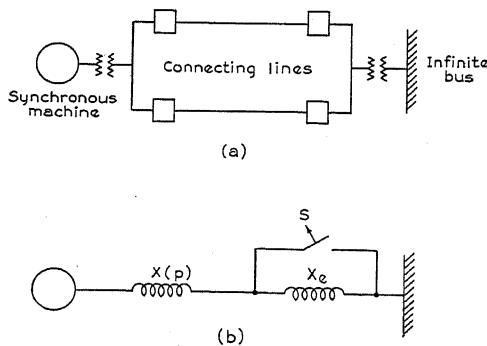 Connecting lines
Infinite
bus
Synchronous
machine
(a)
S
X(p)
Xe
(b)